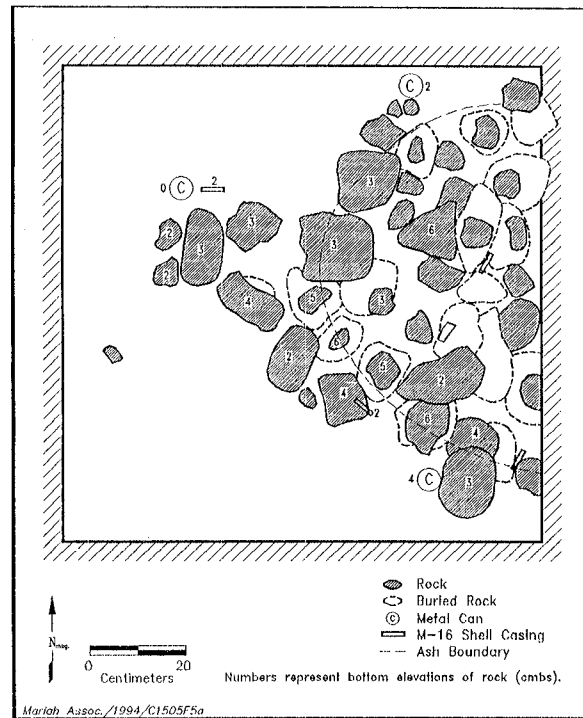 C 2
0 C 2
3
2
3
3
3
6
2
4
5
3
6
2
5
2
4
2
6
4
4 C
3
Rock
Buried Rock
C Metal Can
M-16 Shell Casing
Ash Boundary
N mag.
0 20
Centimeters
Numbers represent bottom elevations of rock (cmbs).
Mariah Assoc./1994/C1505F5a